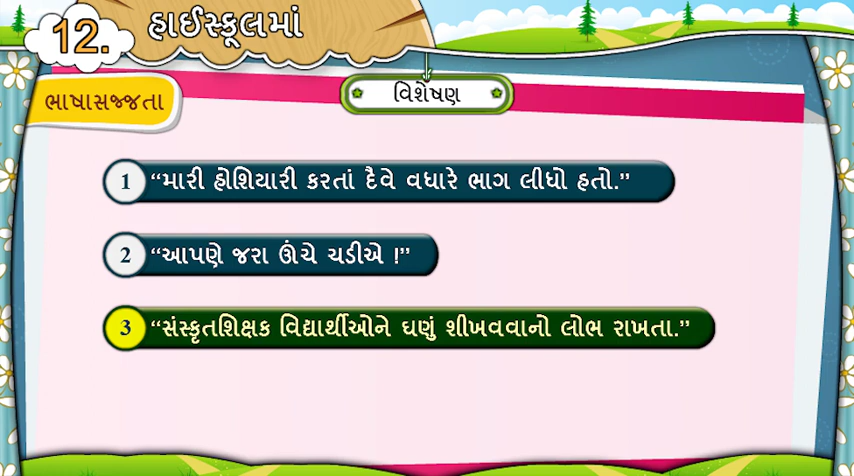 12. હાઈસ્કૂલમાં
ભાષાસજ્જતા
વિશેષણ
1 “મારી હોશિયારી કરતાં દૈવે વધારે ભાગ લીધો હતો.”
2 “આપણે જરા ઊંચે ચડીએ !”
3 “સંસ્કૃતશિક્ષક વિદ્યાર્થીઓને ઘણું શીખવવાનો લોભ રાખતા.”